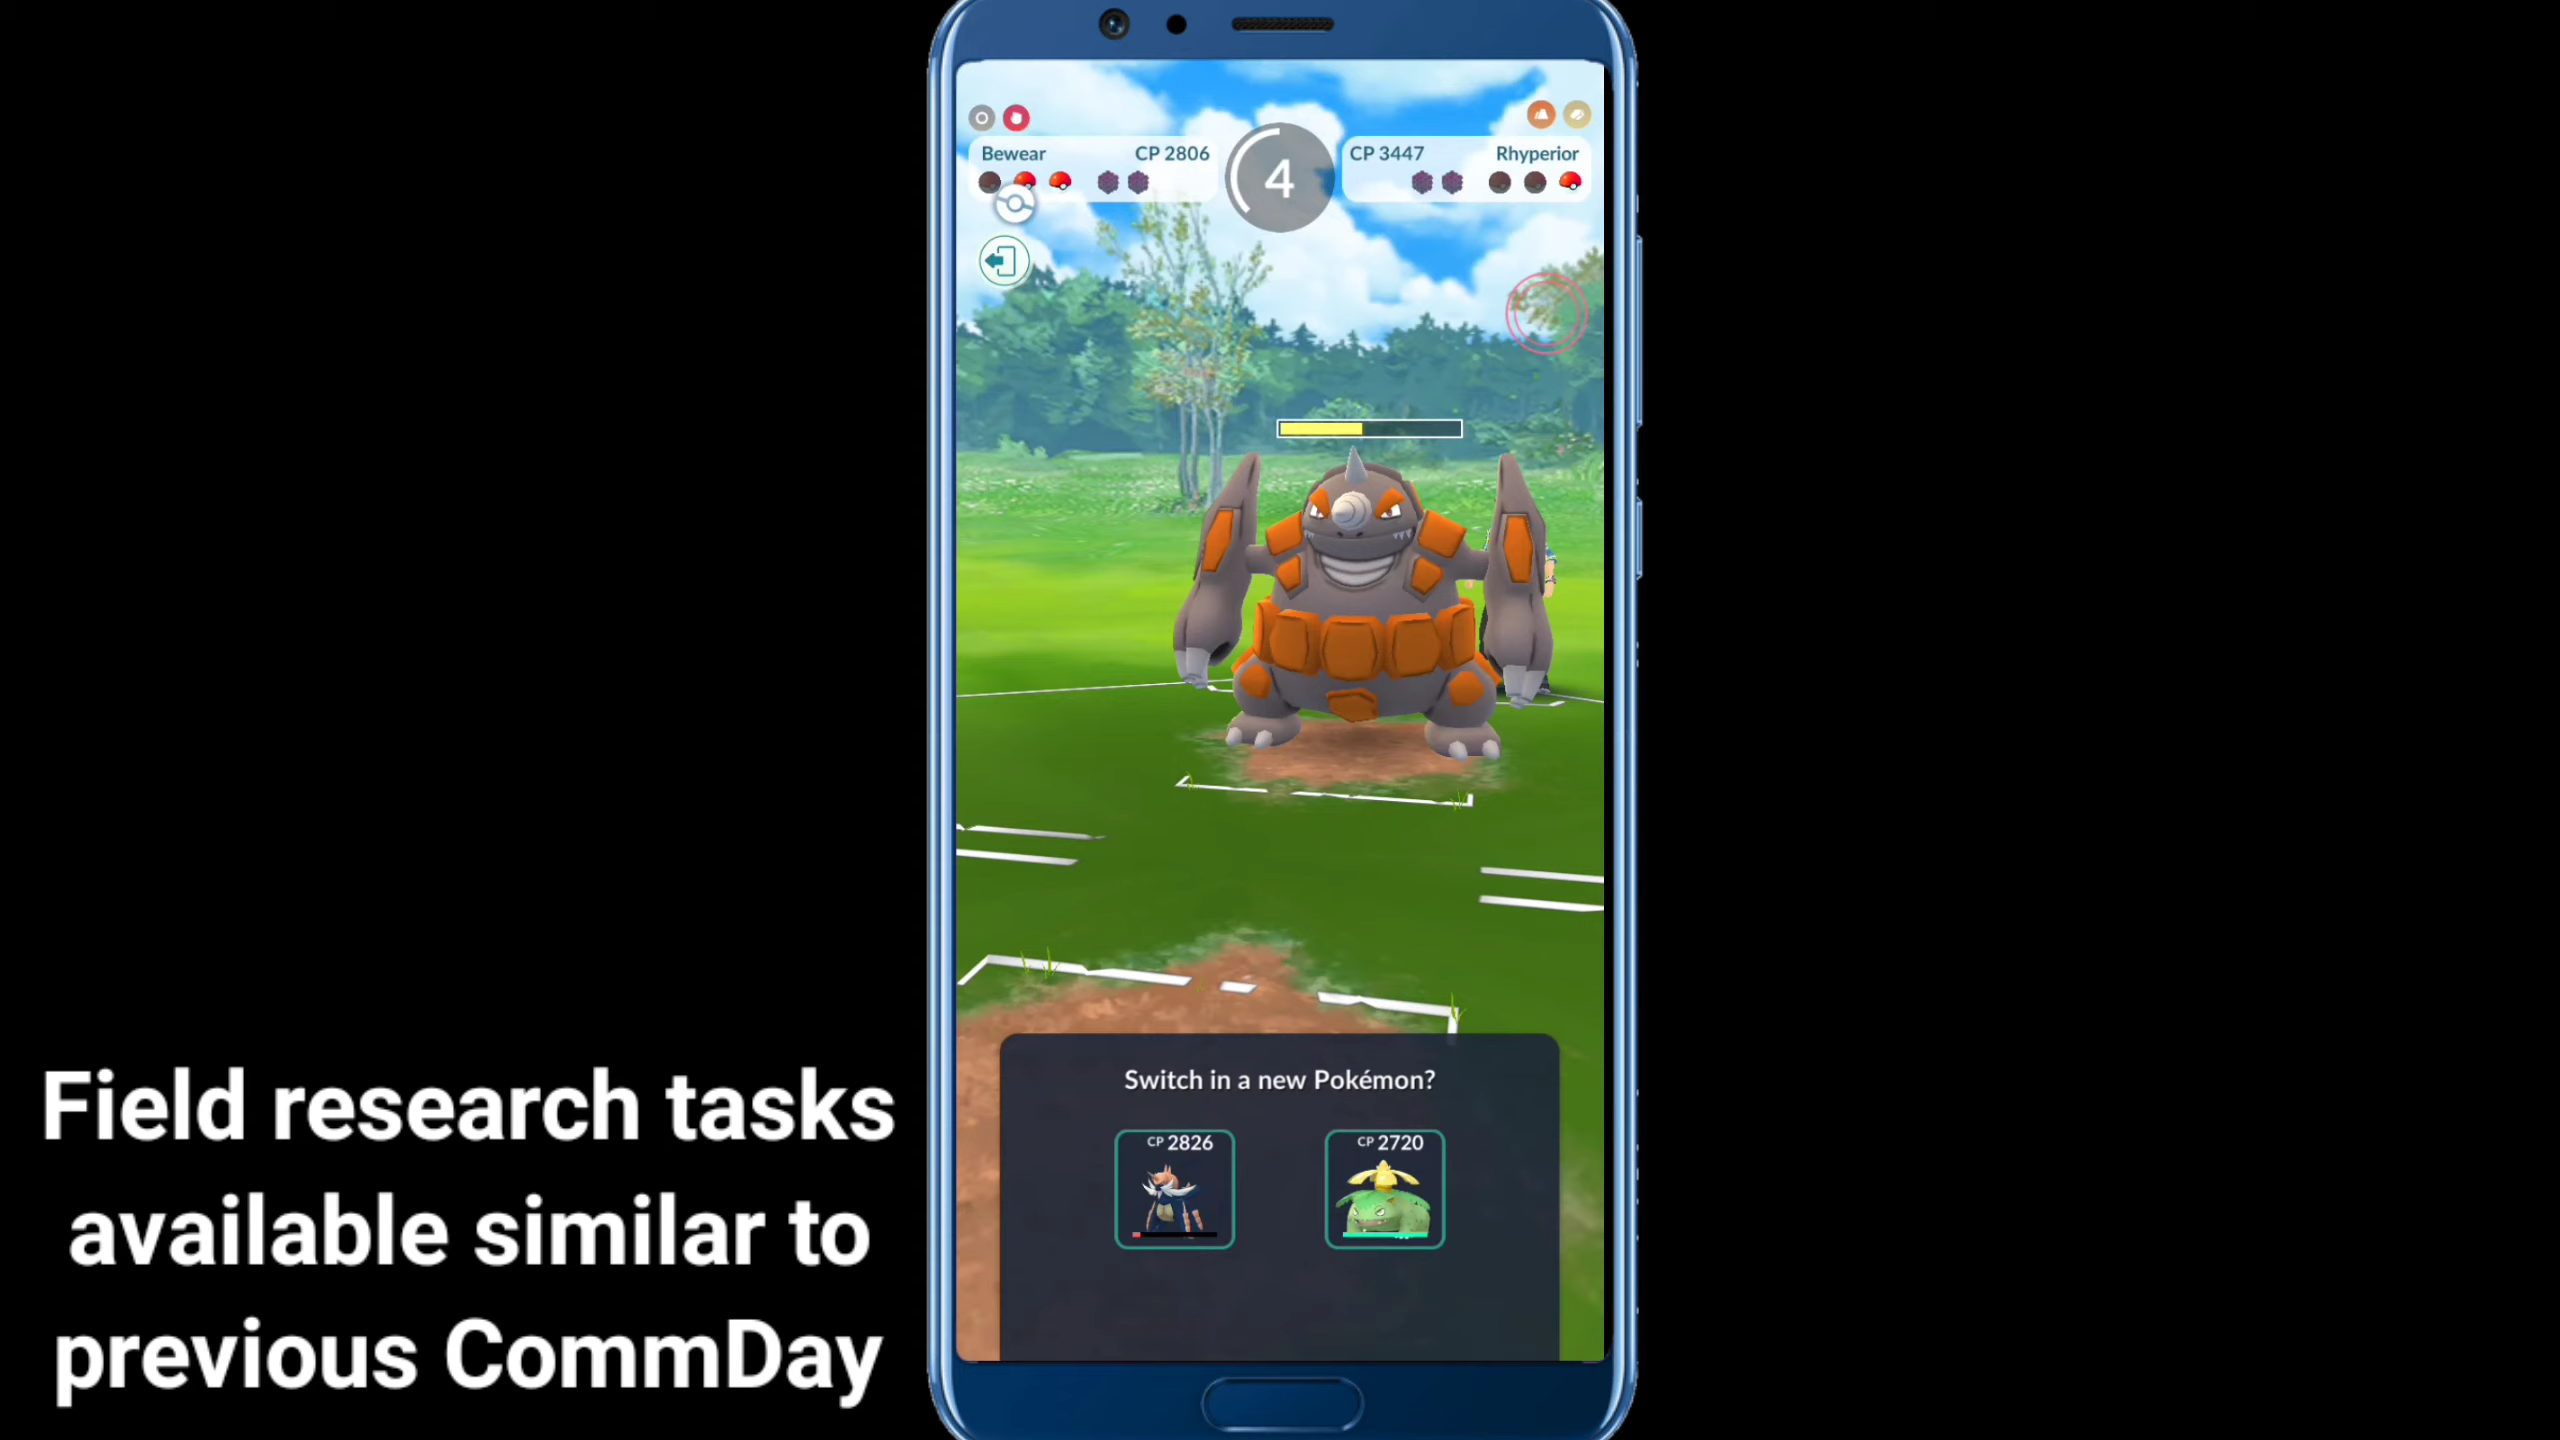 Bewear CP 2806
4
CP 3447 Rhyperior
Switch in a new Pokémon?
CP 2826
CP 2720
Field research tasks
available similar to
previous CommDay